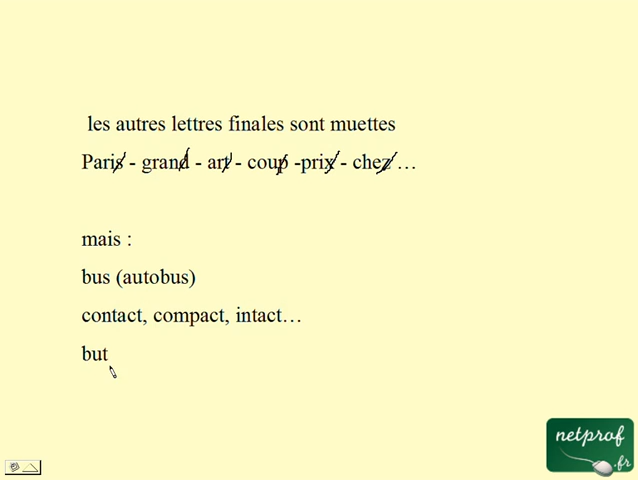 les autres lettres finales sont muettes
Paris - grand - art - coup -prix - chez …
mais :
bus (autobus)
contact, compact, intact…
but
netprof
.fr